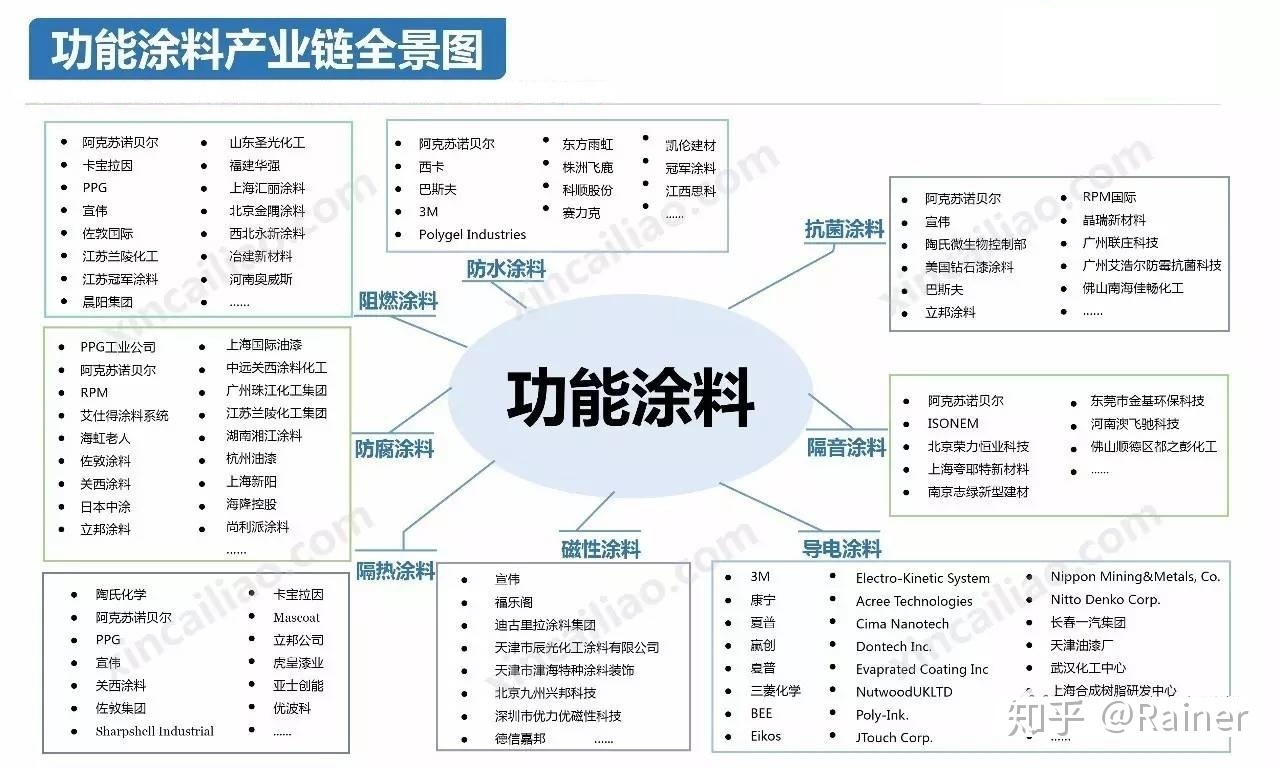 功能涂料产业链全景图
阿克苏诺贝尔
卡宝拉因
PPG
宣伟
佐敦国际
江苏兰陵化工
江苏冠军涂料
晨阳集团
山东圣光化工
福建华强
上海汇丽涂料
北京金隅涂料
西北永新涂料
冶建新材料
河南奥威斯
......
阻燃涂料
阿克苏诺贝尔
西卡
巴斯夫
3M
Polygel Industries
东方雨虹
株洲飞鹿
科顺股份
赛力克
凯伦建材
冠军涂料
江西思科
......
防水涂料
阿克苏诺贝尔
宣伟
陶氏微生物控制部
美国钻石漆涂料
巴斯夫
立邦涂料
RPM国际
晶瑞新材料
广州联庄科技
广州艾浩尔防霉抗菌科技
佛山南海佳畅化工
......
抗菌涂料
功能涂料
PPG工业公司
阿克苏诺贝尔
RPM
艾仕得涂料系统
海虹老人
佐敦涂料
关西涂料
日本中涂
立邦涂料
上海国际油漆
中远关西涂料化工
广州珠江化工集团
江苏兰陵化工集团
湖南湘江涂料
杭州油漆
上海新阳
海隆控股
尚利派涂料
......
防腐涂料
阿克苏诺贝尔
ISONEM
北京荣力恒业科技
上海夸耶特新材料
南京志绿新型建材
东莞市金基环保科技
河南澳飞驰科技
佛山顺德区都之彭化工
......
隔音涂料
隔热涂料
陶氏化学
阿克苏诺贝尔
PPG
宣伟
关西涂料
佐敦集团
Sharpshell Industrial
卡宝拉因
Mascoat
立邦公司
虎皇漆业
亚士创能
优波科
......
磁性涂料
宣伟
福乐阁
迪古里拉涂料集团
天津市辰光化工涂料有限公司
天津市津海特种涂料装饰
北京九州兴邦科技
深圳市优力优磁性科技
德信嘉邦
......
导电涂料
3M
康宁
夏普
赢创
夏普
三菱化学
BEE
Eikos
Electro-Kinetic System
Acree Technologies
Cima Nanotech
Dontech Inc.
Evaprated Coating Inc
NutwoodUKLTD
Poly-Ink.
JTouch Corp.
Nippon Mining&Metals, Co.
Nitto Denko Corp.
长春一汽集团
天津油漆厂
武汉化工中心
上海合成树脂研发中心
......
xincailiao.com
xincailiao.com
xincailiao.com
xincailiao.com
xincailiao.com
xincailiao.com
知乎 @Rainer